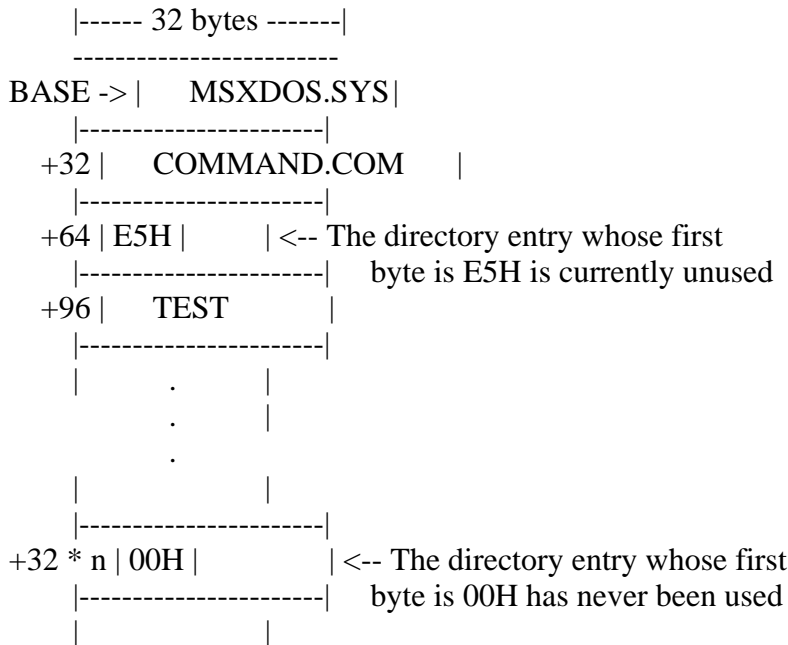 |------ 32 bytes -------|
-------------------------
BASE -> |     MSXDOS.SYS|
|-----------------------|
+32 |    COMMAND.COM     |
|-----------------------|
+64 | E5H |       | <-- The directory entry whose first
|-----------------------|    byte is E5H is currently unused
+96 |    TEST          |
|-----------------------|
|         .        |
.        |
.
|                  |
|-----------------------|
+32 * n | 00H |            | <-- The directory entry whose first
|-----------------------|    byte is 00H has never been used
|                  |